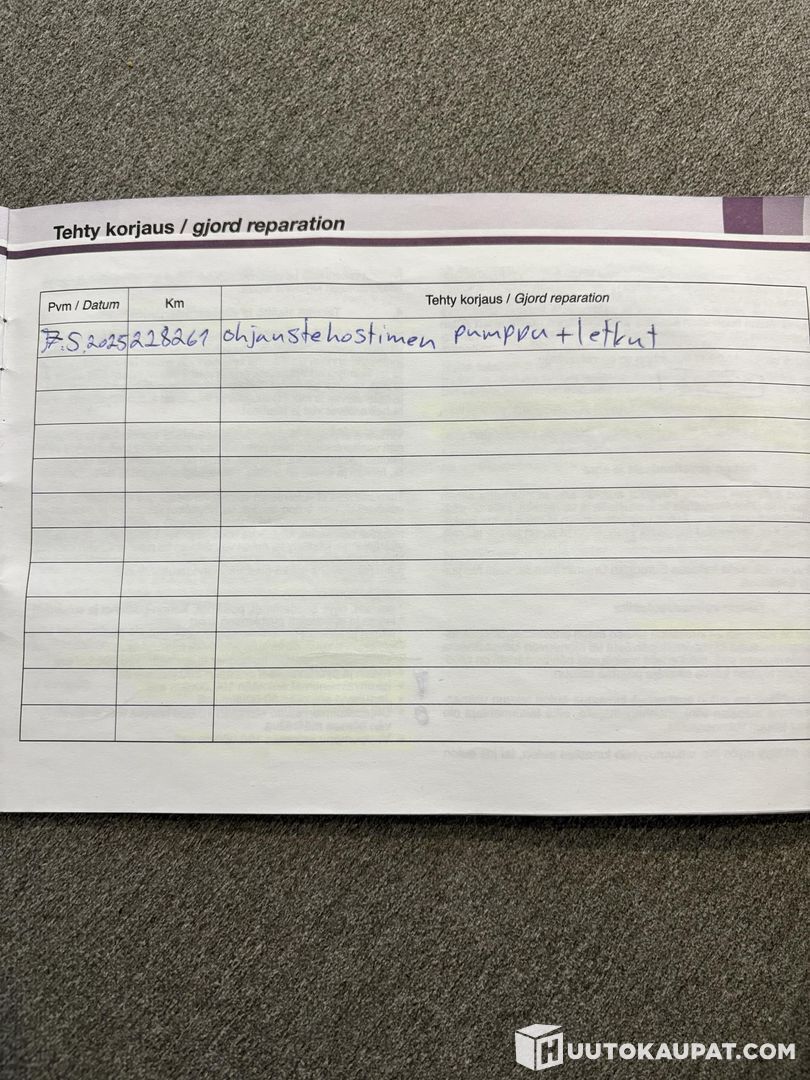 Tehty korjaus / gjord reparation
Pvm / Datum Km Tehty korjaus / Gjord reparation
7.5.2025 228261 ohjaustehostimen pumppu + letkut
HUUTOKAUPAT.COM